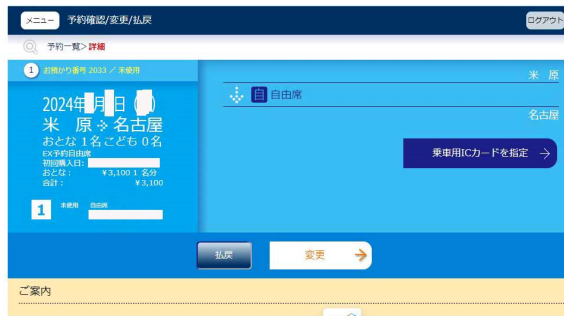 メニュー 予約確認/変更/払戻 ログアウト
予約一覧>詳細
1 お預かり番号 2033 / 未使用
2024年 月 日 ( )
米 原 名古屋
おとな 1名こども 0名
EX予約自由席
初回購入日:
おとな: ¥3,100 1 名分
合計: ¥3,100
1 未使用 自由席
米 原
自 自由席
名古屋
乗車用ICカードを指定 →
払戻 変更 →
ご案内